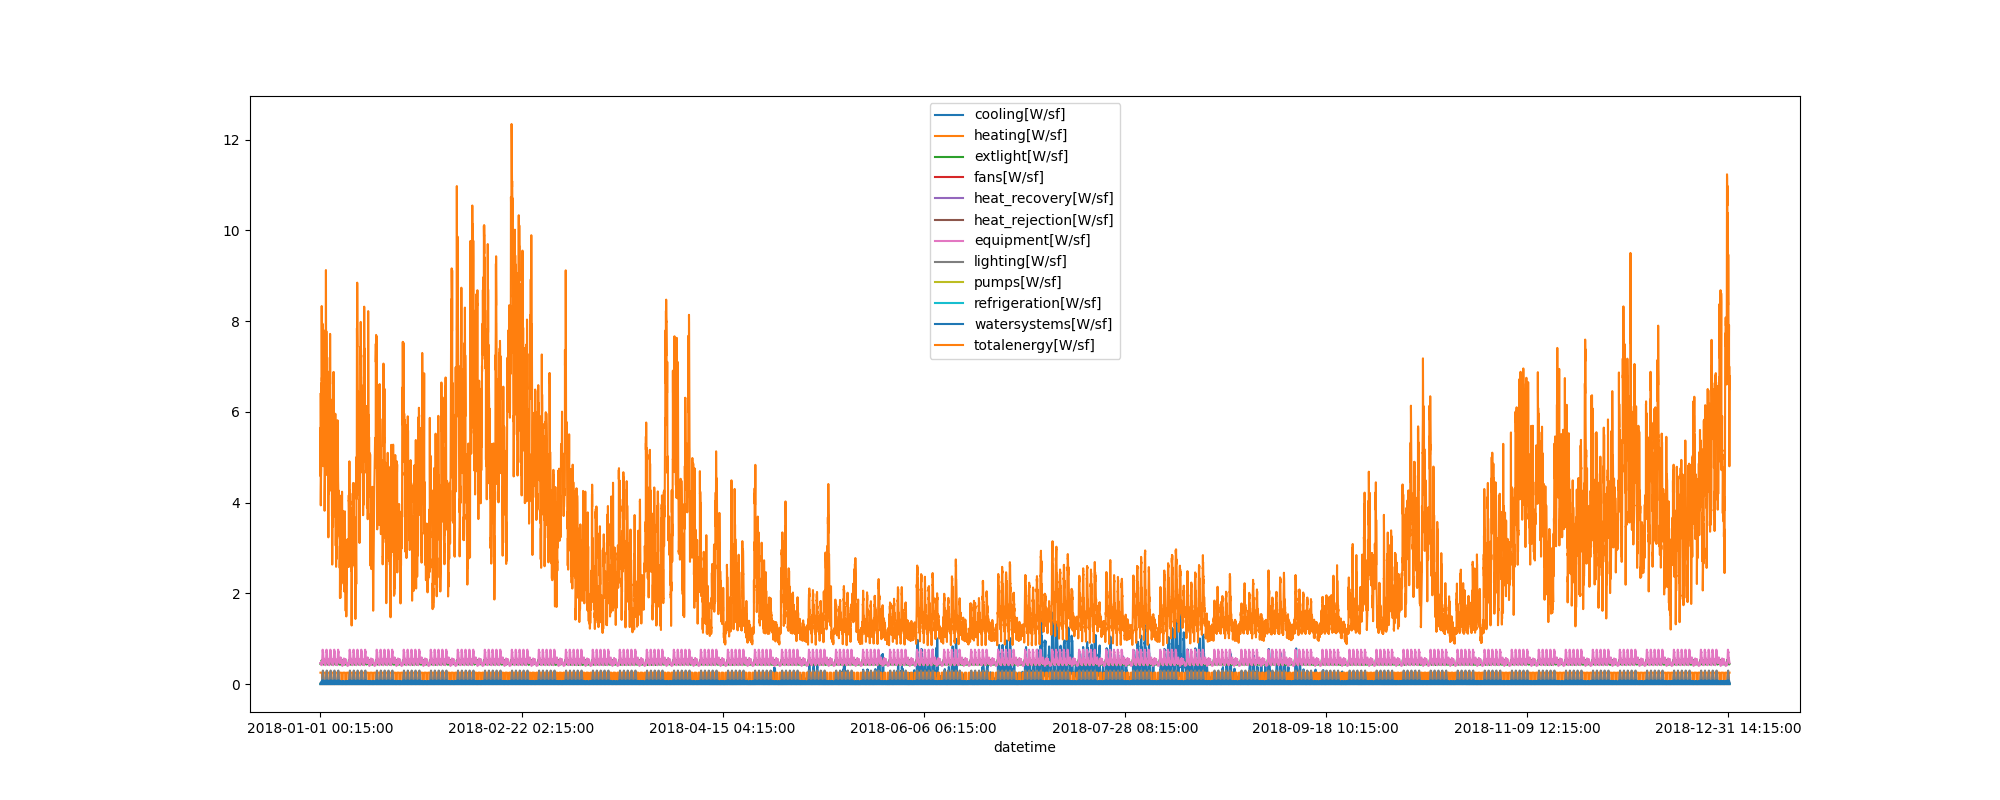 12
10
8
6
4
2
0
cooling[W/sf]
heating[W/sf]
extlight[W/sf]
fans[W/sf]
heat_recovery[W/sf]
heat_rejection[W/sf]
equipment[W/sf]
lighting[W/sf]
pumps[W/sf]
refrigeration[W/sf]
watersystems[W/sf]
totalenergy[W/sf]
2018-01-01 00:15:00 2018-02-22 02:15:00 2018-04-15 04:15:00 2018-06-06 06:15:00 2018-07-28 08:15:00 2018-09-18 10:15:00 2018-11-09 12:15:00 2018-12-31 14:15:00
datetime